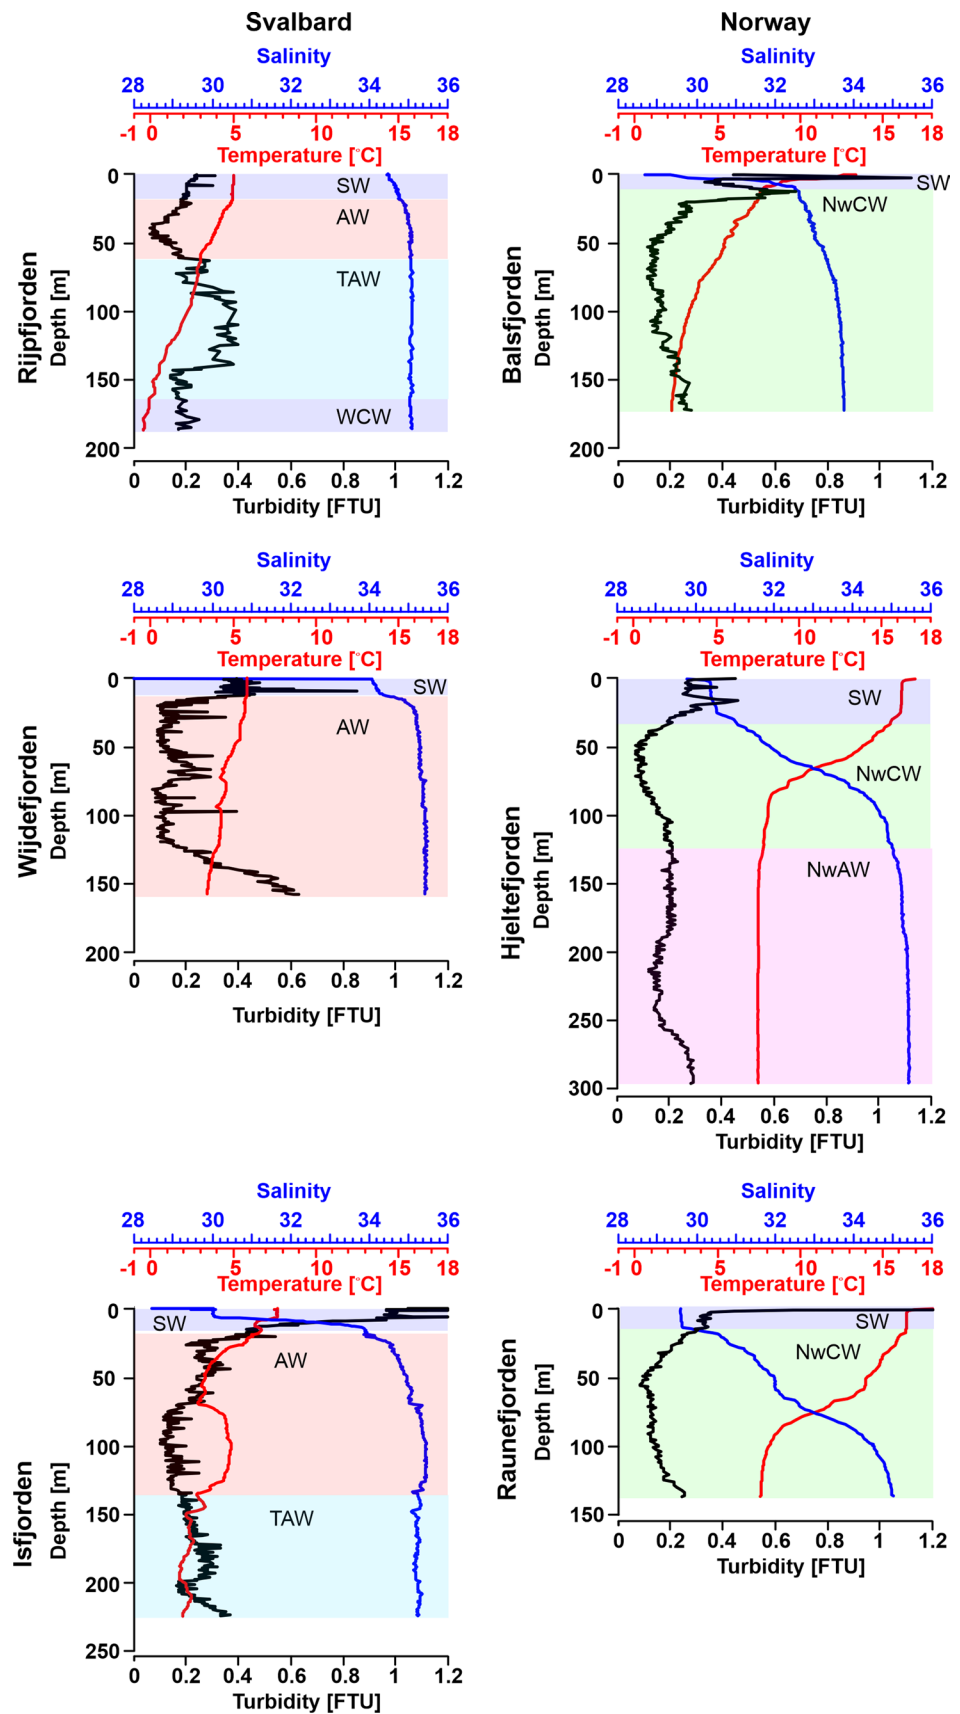 Svalbard
Salinity
28 30 32 34 36
-1 0 5 10 15 18
Temperature [°C]
0
50
100
150
200
Rijpfjorden
Depth [m]
SW
AW
TAW
WCW
0 0.2 0.4 0.6 0.8 1 1.2
Turbidity [FTU]
Norway
Salinity
28 30 32 34 36
-1 0 5 10 15 18
Temperature [°C]
0
50
100
150
200
Balsfjorden
Depth [m]
SW
NwCW
0 0.2 0.4 0.6 0.8 1 1.2
Turbidity [FTU]
Salinity
28 30 32 34 36
-1 0 5 10 15 18
Temperature [°C]
0
50
100
150
200
Wijdefjorden
Depth [m]
SW
AW
0 0.2 0.4 0.6 0.8 1 1.2
Turbidity [FTU]
Salinity
28 30 32 34 36
-1 0 5 10 15 18
Temperature [°C]
0
50
100
150
200
250
300
Hjeltefjorden
Depth [m]
SW
NwCW
NwAW
0 0.2 0.4 0.6 0.8 1 1.2
Turbidity [FTU]
Salinity
28 30 32 34 36
-1 0 5 10 15 18
Temperature [°C]
0
50
100
150
200
250
Isfjorden
Depth [m]
SW
AW
TAW
0 0.2 0.4 0.6 0.8 1 1.2
Turbidity [FTU]
Salinity
28 30 32 34 36
-1 0 5 10 15 18
Temperature [°C]
0
50
100
150
Raunefjorden
Depth [m]
SW
NwCW
0 0.2 0.4 0.6 0.8 1 1.2
Turbidity [FTU]